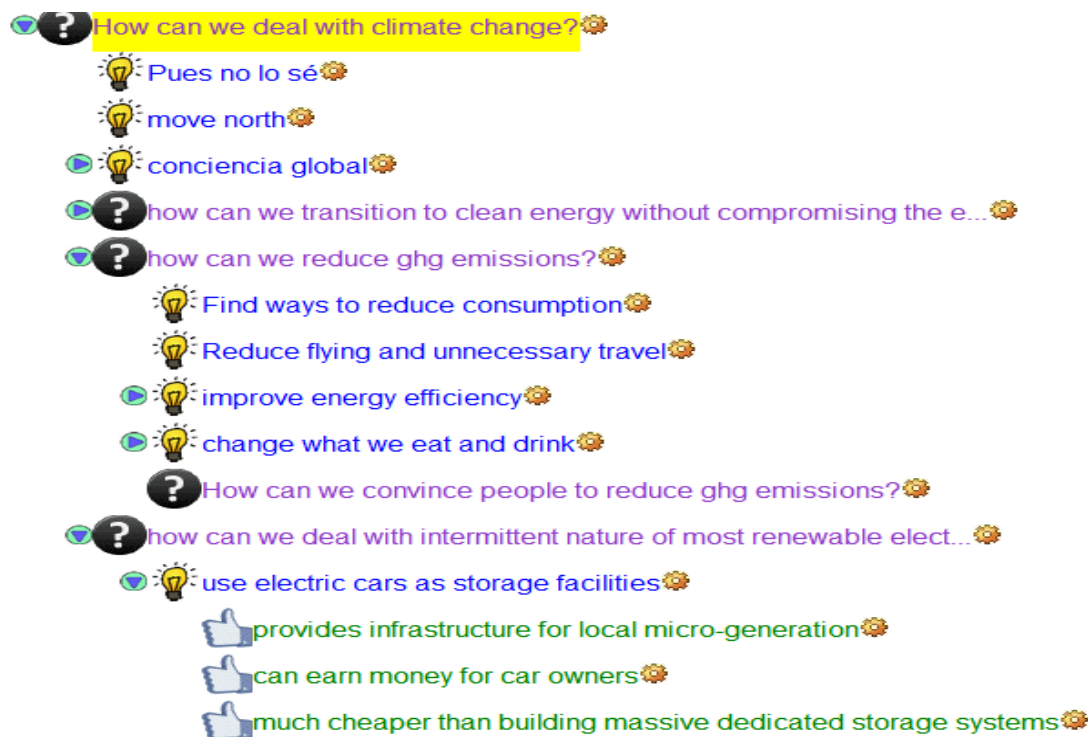 How can we deal with climate change?
Pues no lo sé
move north
conciencia global
how can we transition to clean energy without compromising the e...
how can we reduce ghg emissions?
Find ways to reduce consumption
Reduce flying and unnecessary travel
improve energy efficiency
change what we eat and drink
How can we convince people to reduce ghg emissions?
how can we deal with intermittent nature of most renewable elect...
use electric cars as storage facilities
provides infrastructure for local micro-generation
can earn money for car owners
much cheaper than building massive dedicated storage systems